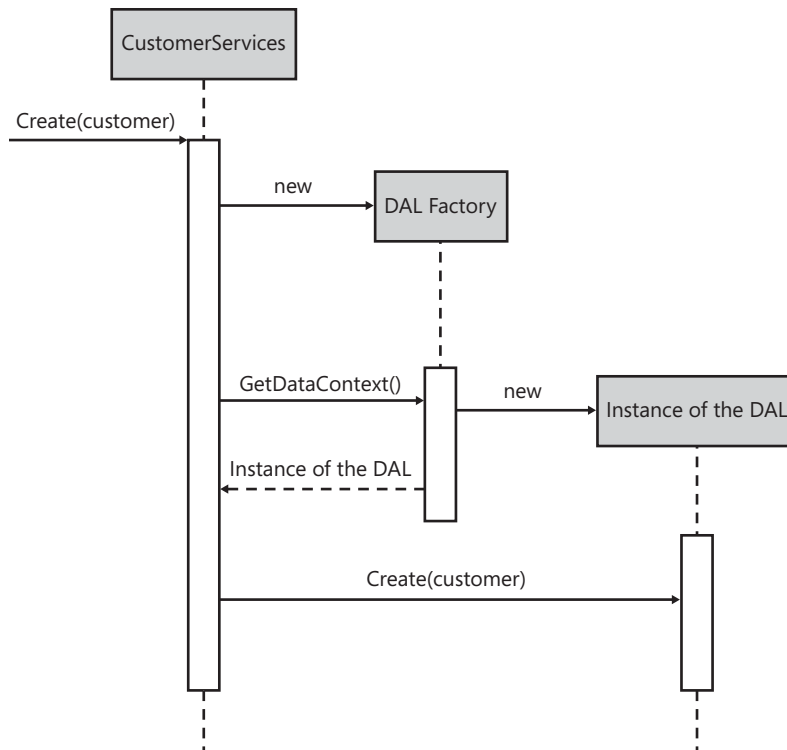 CustomerServices
Create(customer)
new
DAL Factory
GetDataContext()
new
Instance of the DAL
Instance of the DAL
Create(customer)